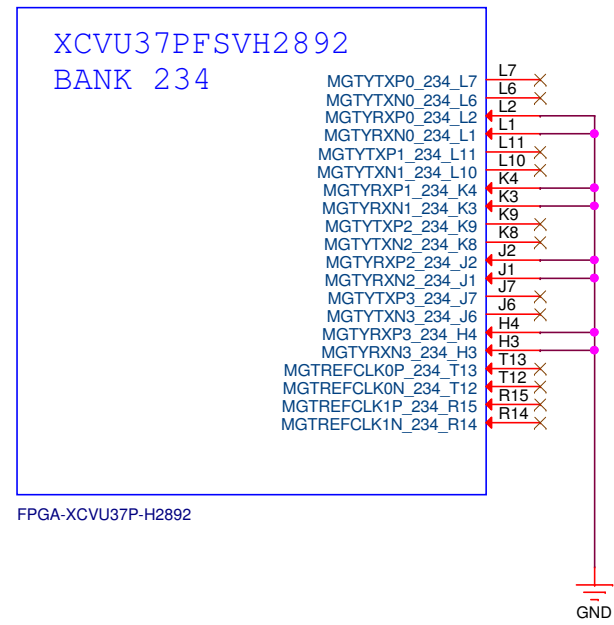 XCVU37PFSVH2892
BANK 234
MGTYTXP0_234_L7 L7
MGTYTXN0_234_L6 L6
MGTYRXP0_234_L2 L2
MGTYRXN0_234_L1 L1
MGTYTXP1_234_L11 L11
MGTYTXN1_234_L10 L10
MGTYRXP1_234_K4 K4
MGTYRXN1_234_K3 K3
MGTYTXP2_234_K9 K9
MGTYTXN2_234_K8 K8
MGTYRXP2_234_J2 J2
MGTYRXN2_234_J1 J1
MGTYTXP3_234_J7 J7
MGTYTXN3_234_J6 J6
MGTYRXP3_234_H4 H4
MGTYRXN3_234_H3 H3
MGTREFCLK0P_234_T13 T13
MGTREFCLK0N_234_T12 T12
MGTREFCLK1P_234_R15 R15
MGTREFCLK1N_234_R14 R14
FPGA-XCVU37P-H2892
GND